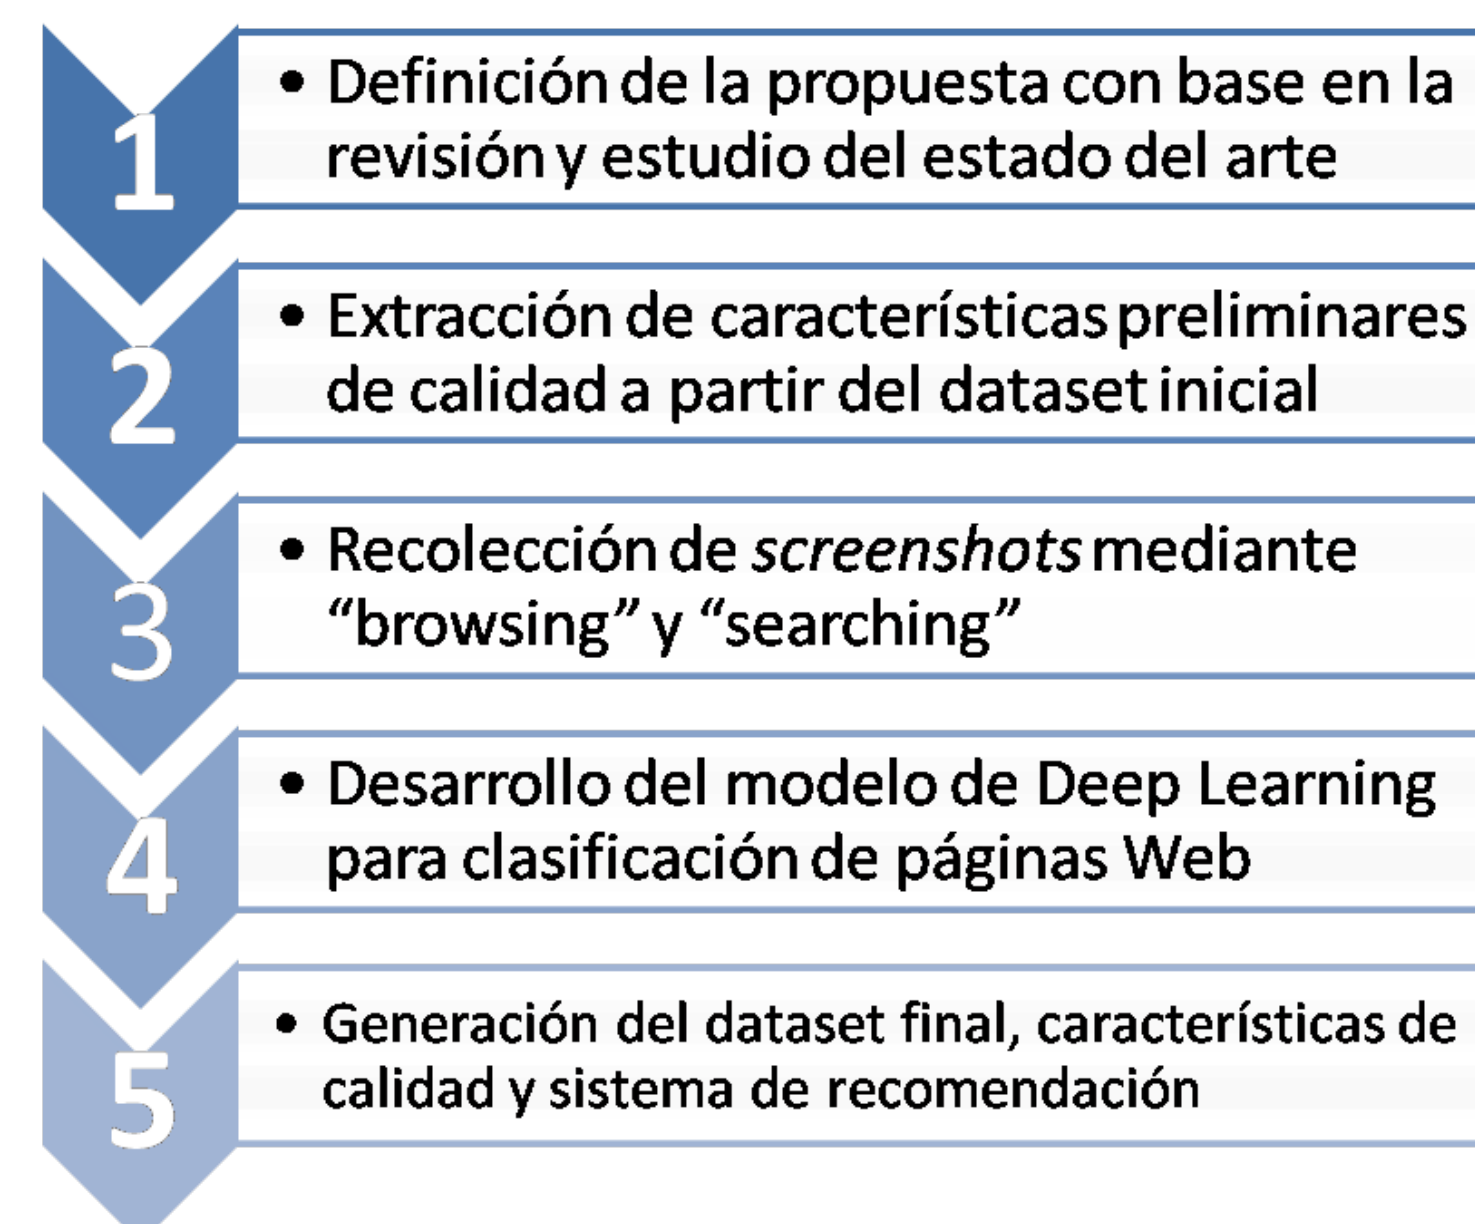 1
• Definición de la propuesta con base en la
revisión y estudio del estado del arte
2
• Extracción de características preliminares
de calidad a partir del dataset inicial
3
• Recolección de screenshots mediante
“browsing” y “searching”
4
• Desarrollo del modelo de Deep Learning
para clasificación de páginas Web
5
• Generación del dataset final, características de
calidad y sistema de recomendación